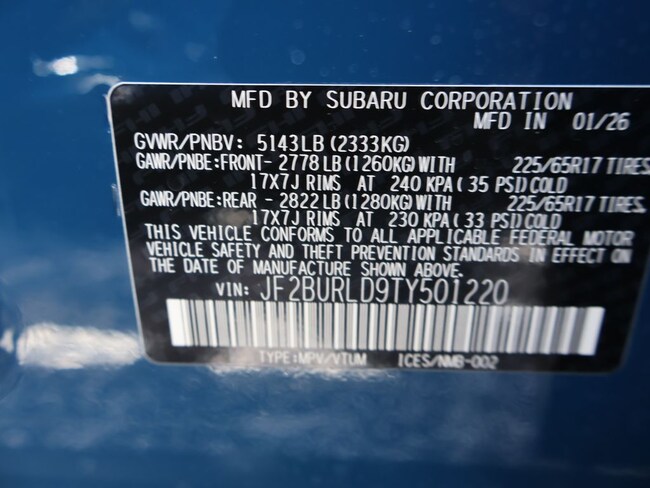 MFD BY SUBARU CORPORATION
MFD IN 01/26
GVWR/PNBV: 5143LB (2333KG)
GAWR/PNBE:FRONT- 2778 LB(1260KG)WITH 225/65R17 TIRES,
17X7J RIMS AT 240 KPA( 35 PSI)COLD
GAWR/PNBE:REAR - 2822 LB(1280KG)WITH 225/65R17 TIRES,
17X7J RIMS AT 230 KPA( 33 PSI)COLD
THIS VEHICLE CONFORMS TO ALL APPLICABLE FEDERAL MOTOR
VEHICLE SAFETY AND THEFT PREVENTION STANDARDS IN EFFECT ON
THE DATE OF MANUFACTURE SHOWN ABOVE.
VIN: JF2BURLD9TY501220
TYPE:MPV/VTUM ICES/NMB-002